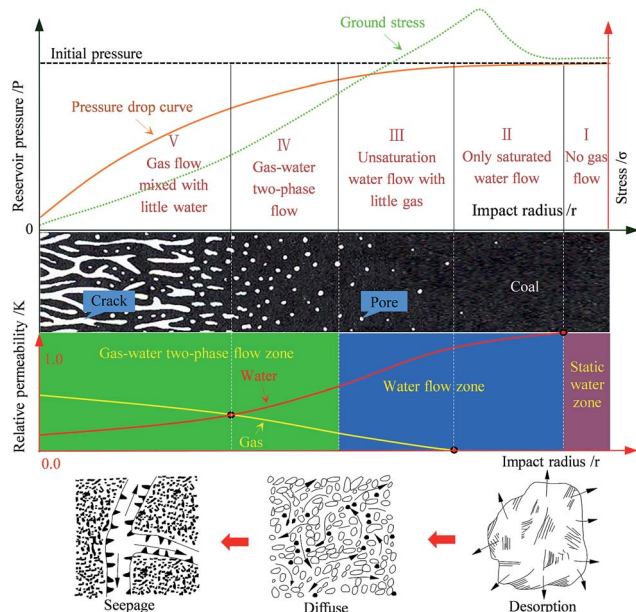 Ground stress
Initial pressure
Pressure drop curve
Reservoir pressure /P
Stress/σ
V
Gas flow
mixed with
little water
IV
Gas-water
two-phase
flow
III
Unsaturation
water flow with
little gas
II
Only saturated
water flow
I
No gas
flow
Impact radius /r
0
Crack
Pore
Coal
Relative permeability /K
1.0
Gas-water two-phase flow zone
Water
Gas
Water flow zone
Static
water
zone
0.0
Impact radius /r
Seepage
Diffuse
Desorption